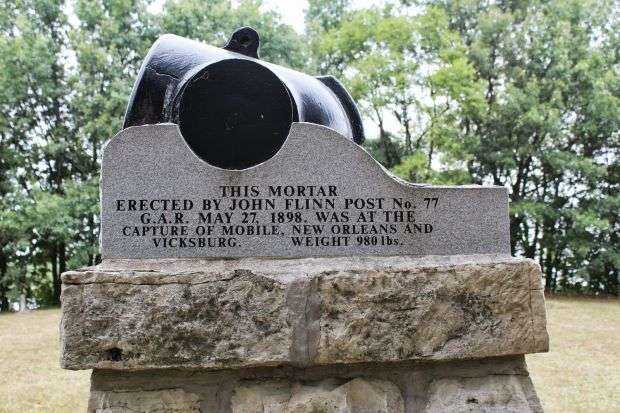 THIS MORTAR
ERECTED BY JOHN FLINN POST No. 77
G.A.R. MAY 27, 1898. WAS AT THE
CAPTURE OF MOBILE, NEW ORLEANS AND
VICKSBURG. WEIGHT 980 lbs.